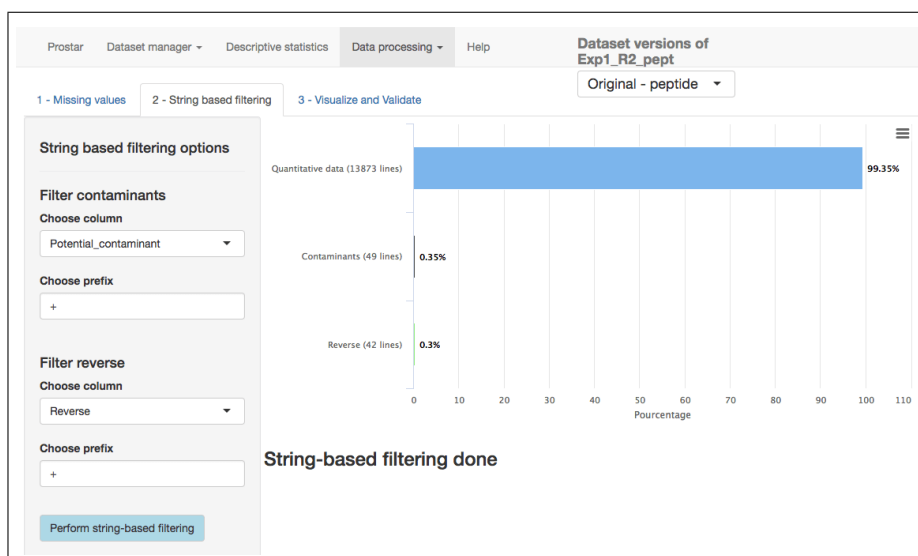 Prostar Dataset manager Descriptive statistics Data processing Help
Dataset versions of
Exp1_R2_pept
Original - peptide
1 - Missing values 2 - String based filtering 3 - Visualize and Validate
String based filtering options
Filter contaminants
Choose column
Potential_contaminant
Choose prefix
+
Filter reverse
Choose column
Reverse
Choose prefix
+
Perform string-based filtering
Quantitative data (13873 lines)
99.35%
Contaminants (49 lines)
0.35%
Reverse (42 lines)
0.3%
0 10 20 30 40 50 60 70 80 90 100 110
Pourcentage
String-based filtering done